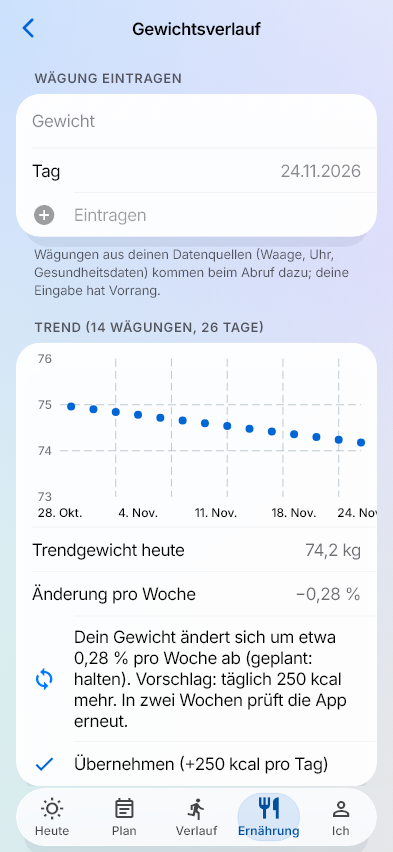 Gewichtsverlauf
WÄGUNG EINTRAGEN
Gewicht
Tag 24.11.2026
Eintragen
Wägungen aus deinen Datenquellen (Waage, Uhr,
Gesundheitsdaten) kommen beim Abruf dazu; deine
Eingabe hat Vorrang.
TREND (14 WÄGUNGEN, 26 TAGE)
76
75
74
73
28. Okt. 4. Nov. 11. Nov. 18. Nov. 24. Nov
Trendgewicht heute 74,2 kg
Änderung pro Woche −0,28 %
Dein Gewicht ändert sich um etwa
0,28 % pro Woche ab (geplant:
halten). Vorschlag: täglich 250 kcal
mehr. In zwei Wochen prüft die App
erneut.
Übernehmen (+250 kcal pro Tag)
Heute Plan Verlauf Ernährung Ich